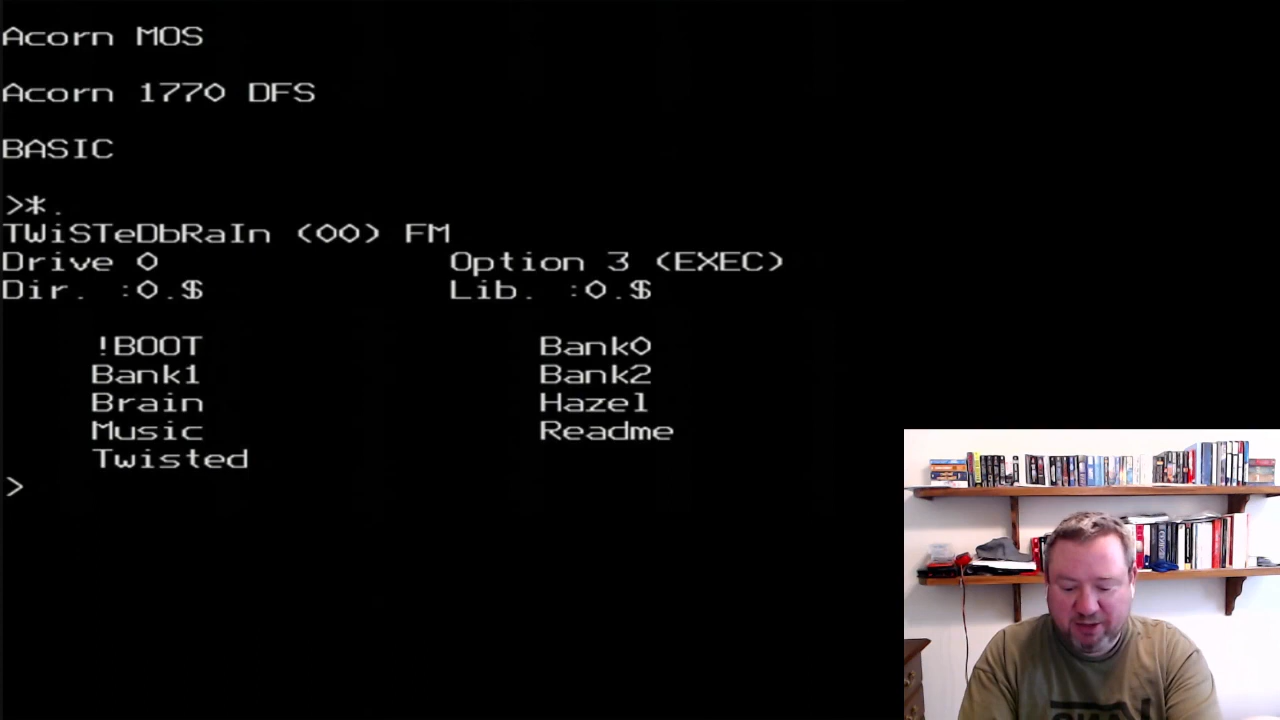 Acorn MOS
Acorn 1770 DFS
BASIC
>*.
TWiSTeDbRaIn (00) FM
Drive 0 Option 3 (EXEC)
Dir. :0.$ Lib. :0.$
!BOOT Bank0
Bank1 Bank2
Brain Hazel
Music Readme
Twisted
>